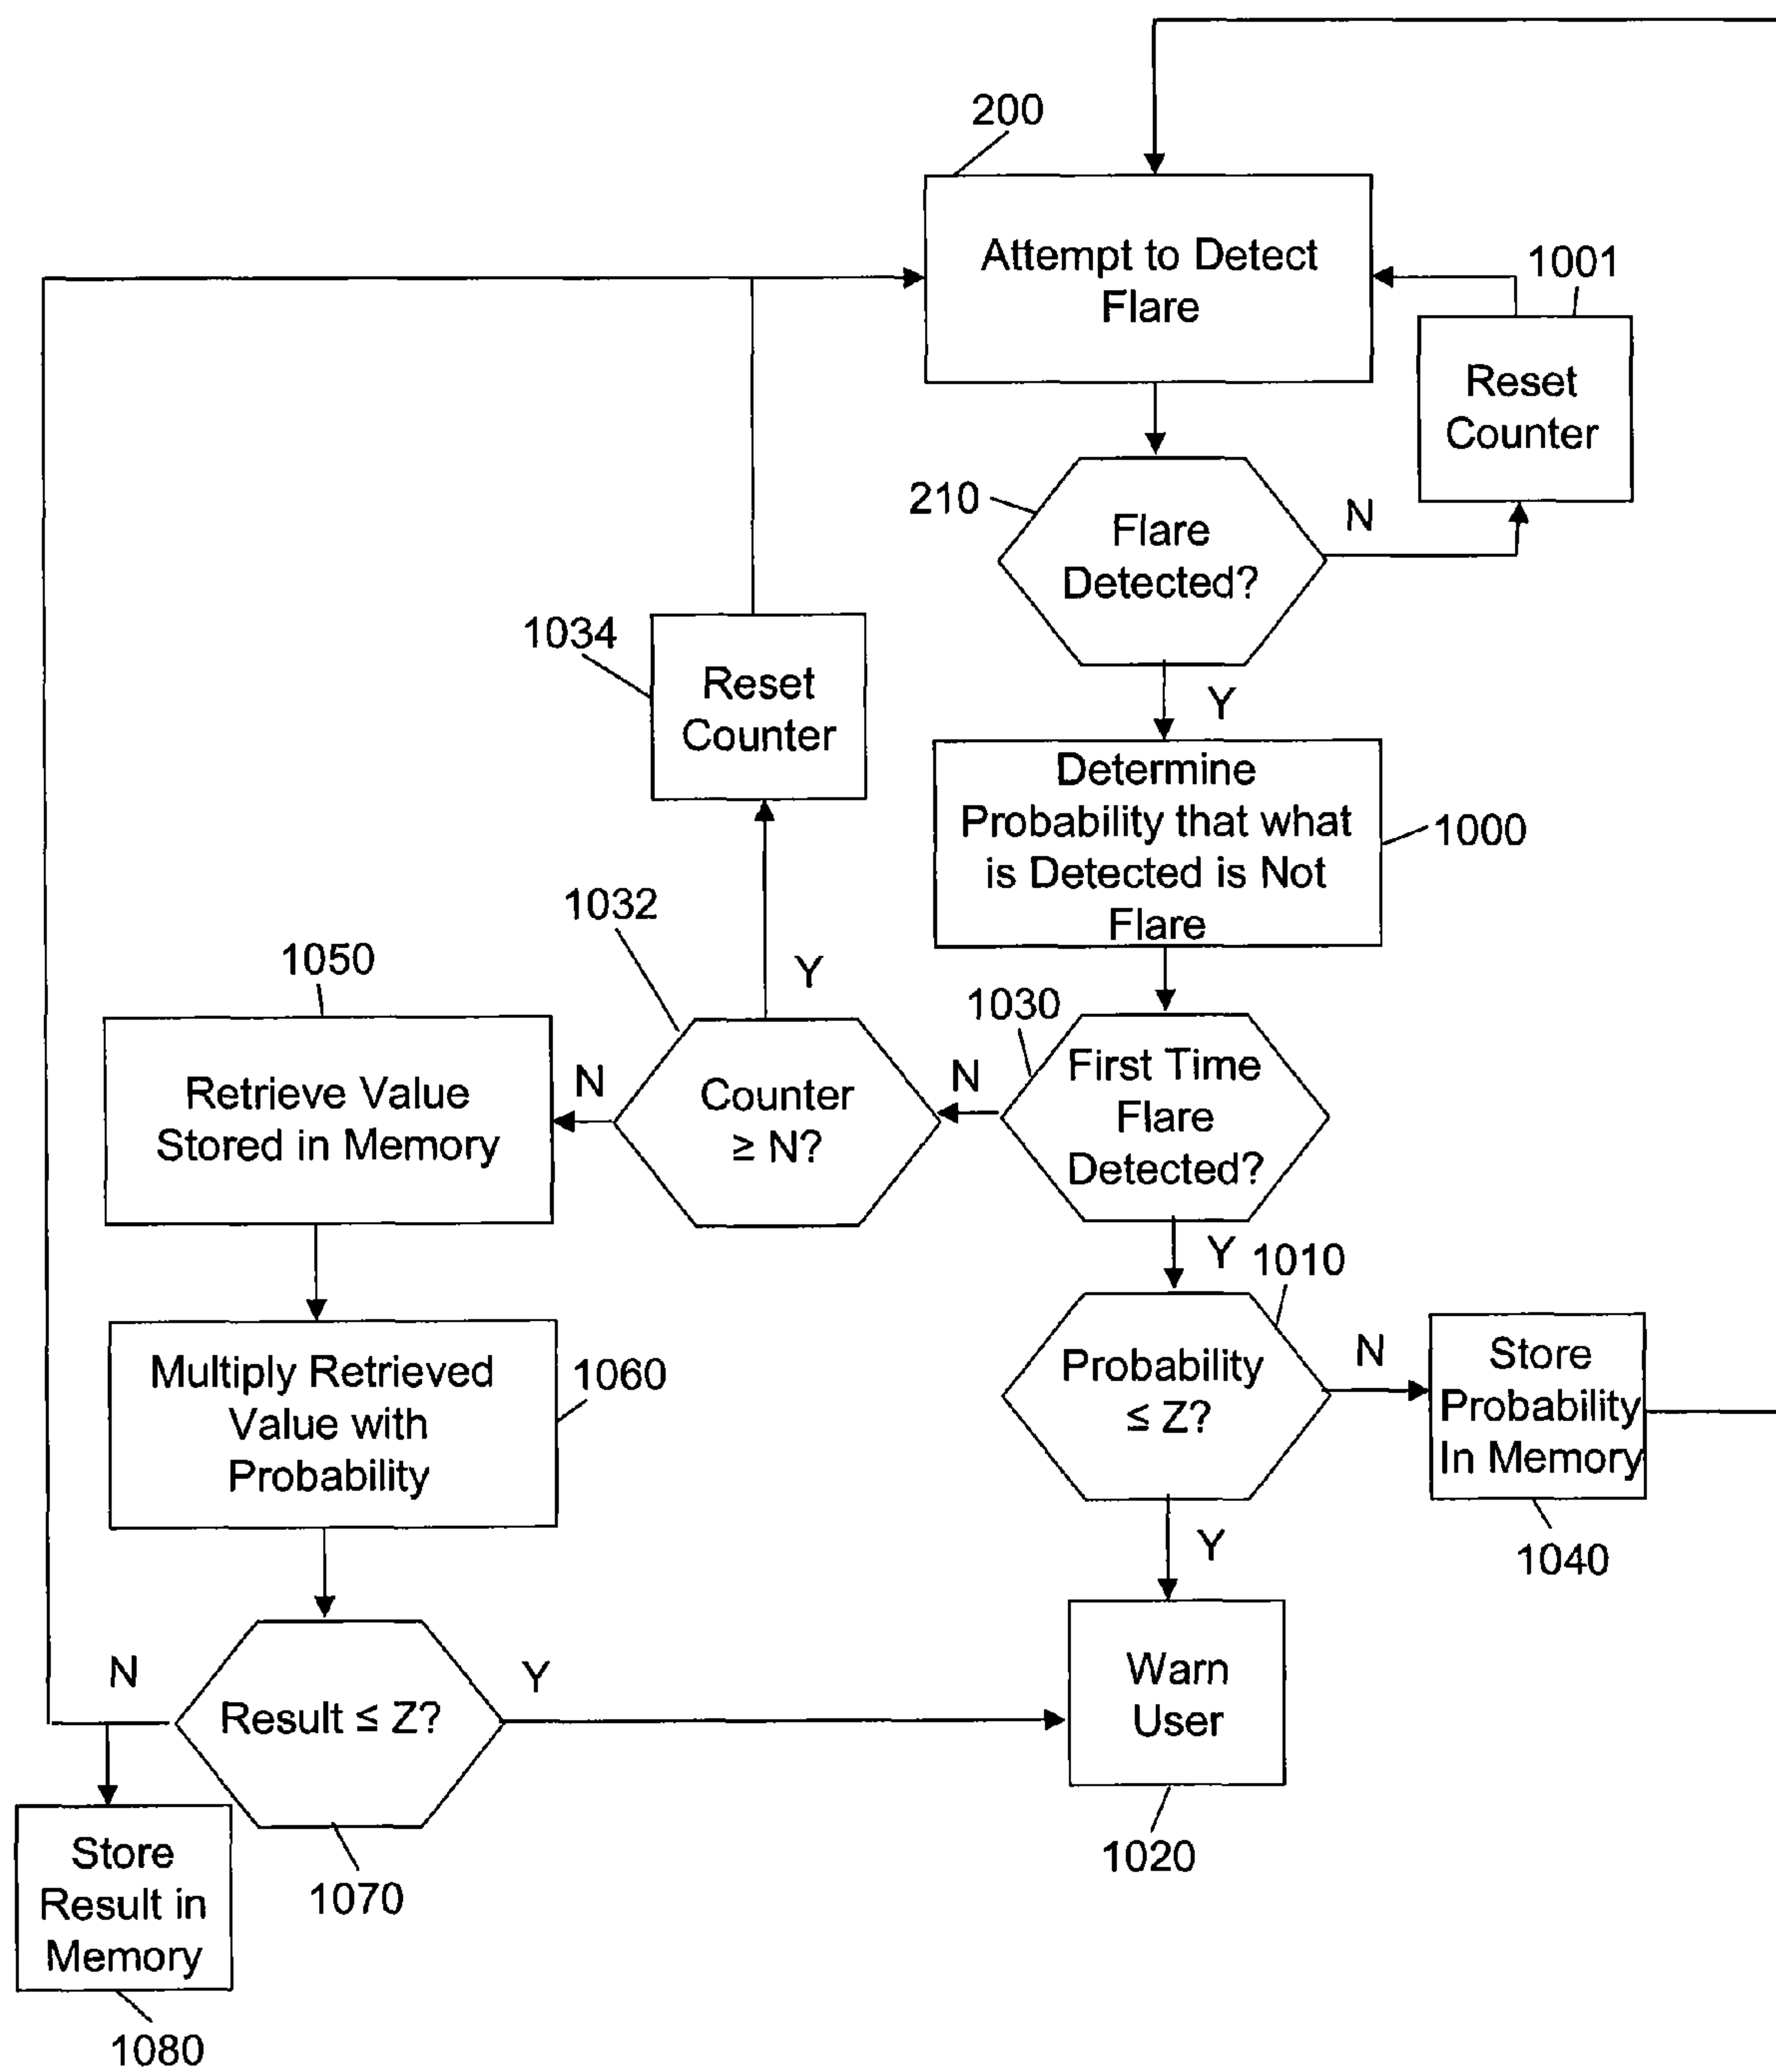 200
Attempt to Detect
Flare
1001
Reset
Counter
210
Flare
Detected?
N
1034
Reset
Counter
Y
Determine
Probability that what
is Detected is Not
Flare
1000
1032
Y
1050
1030
Retrieve Value
Stored in Memory
N
Counter
≥ N?
N
First Time
Flare
Detected?
Y
1010
Multiply Retrieved
Value with
Probability
1060
Probability
≤ Z?
N
Store
Probability
In Memory
1040
Y
N
Result ≤ Z?
Y
Warn
User
1020
1070
Store
Result in
Memory
1080